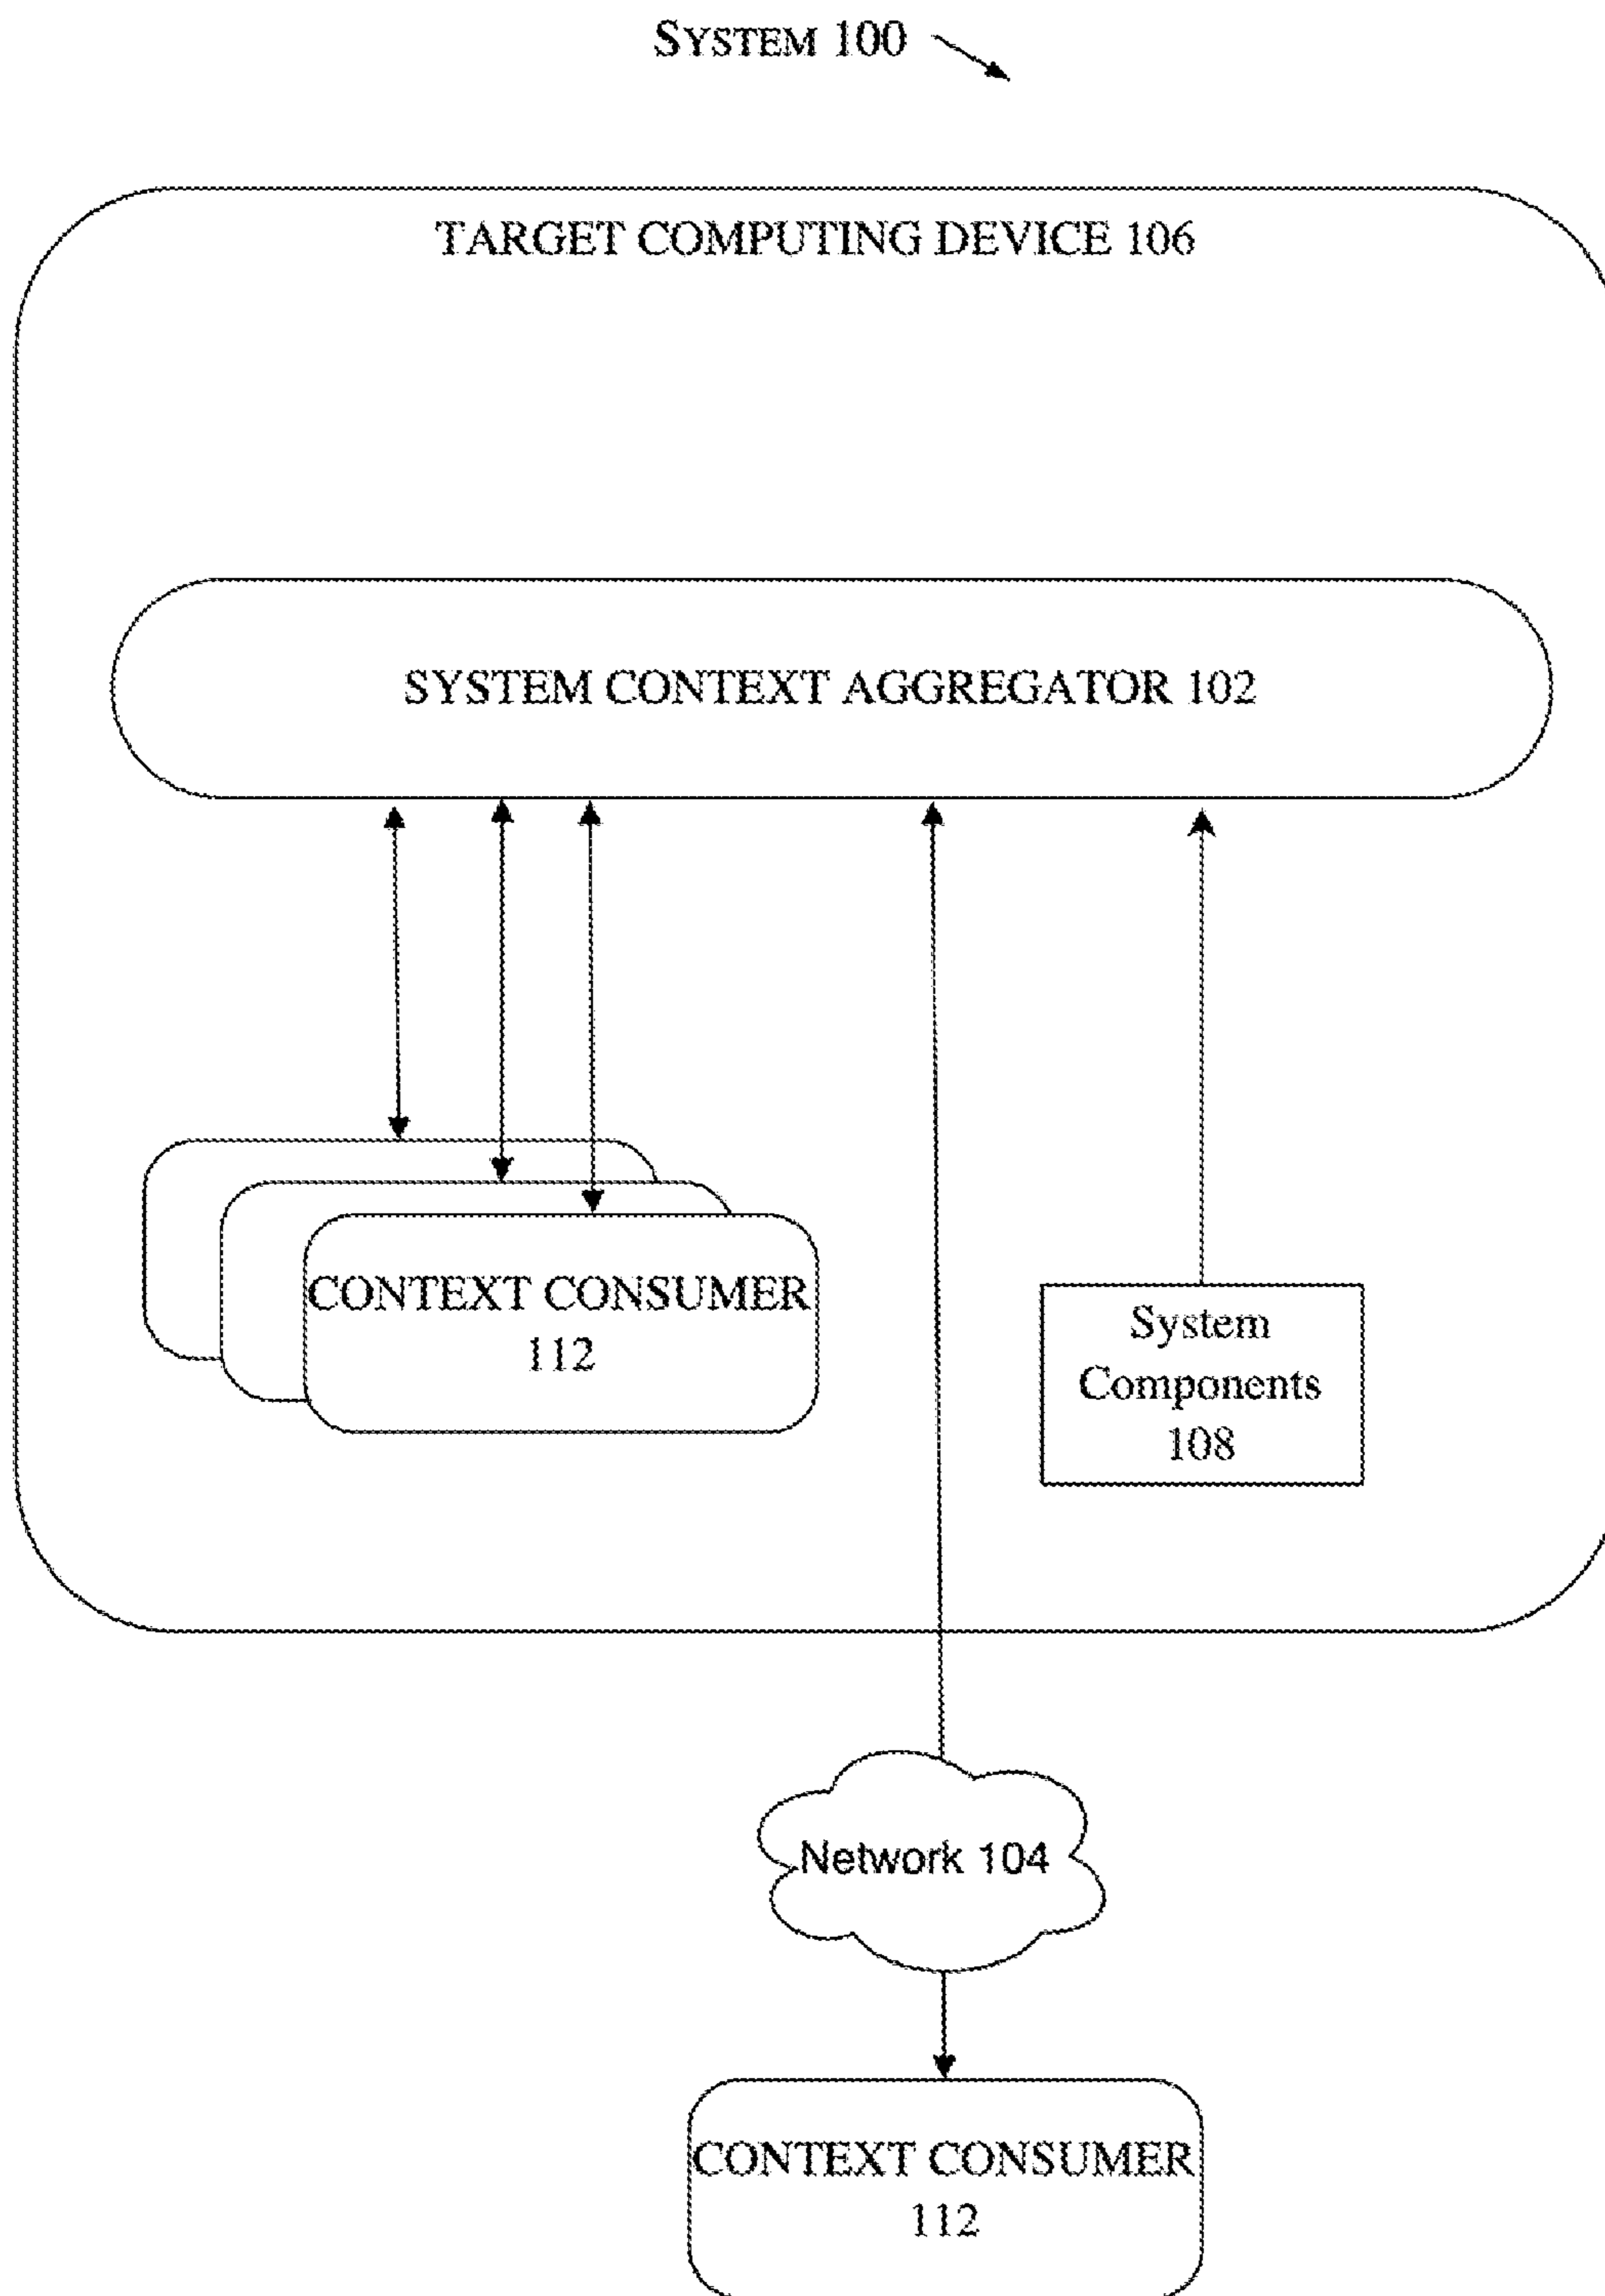 SYSTEM 100
TARGET COMPUTING DEVICE 106
SYSTEM CONTEXT AGGREGATOR 102
CONTEXT CONSUMER
112
System
Components
108
Network 104
CONTEXT CONSUMER
112